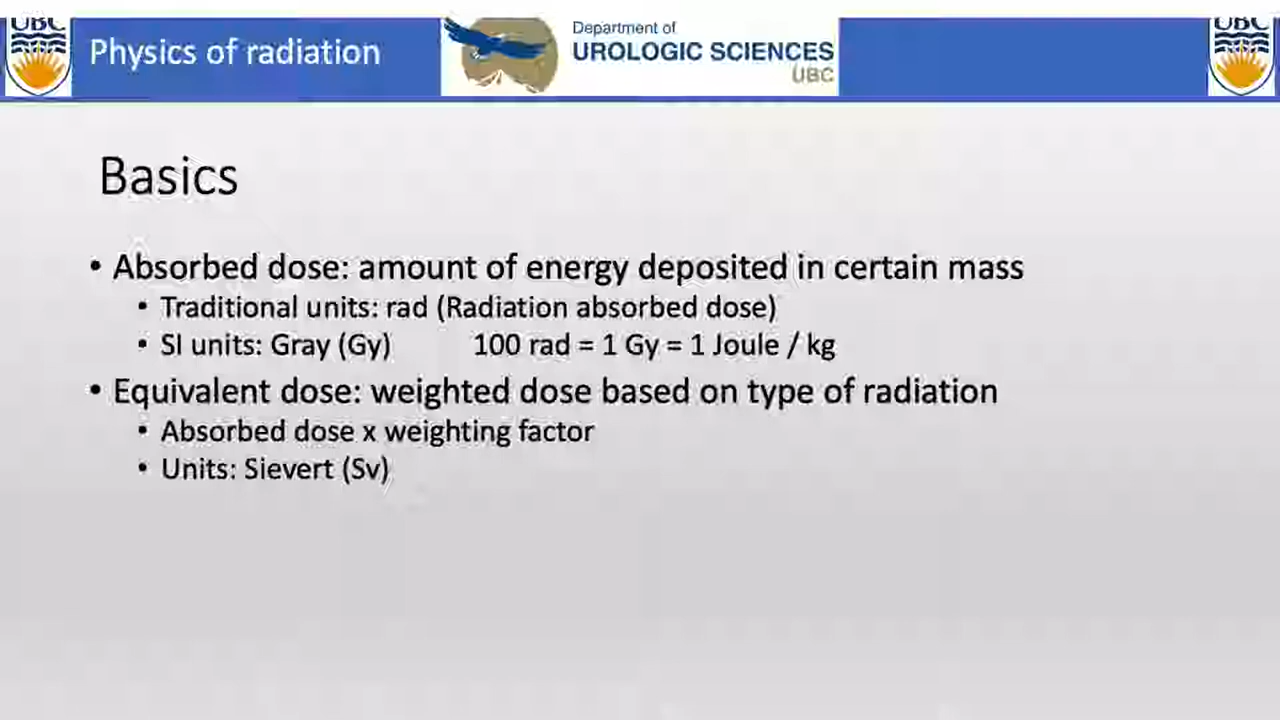 UBC
Physics of radiation
Department of
UROLOGIC SCIENCES
UBC
UBC
Basics
• Absorbed dose: amount of energy deposited in certain mass
• Traditional units: rad (Radiation absorbed dose)
• SI units: Gray (Gy) 100 rad = 1 Gy = 1 Joule / kg
• Equivalent dose: weighted dose based on type of radiation
• Absorbed dose x weighting factor
• Units: Sievert (Sv)